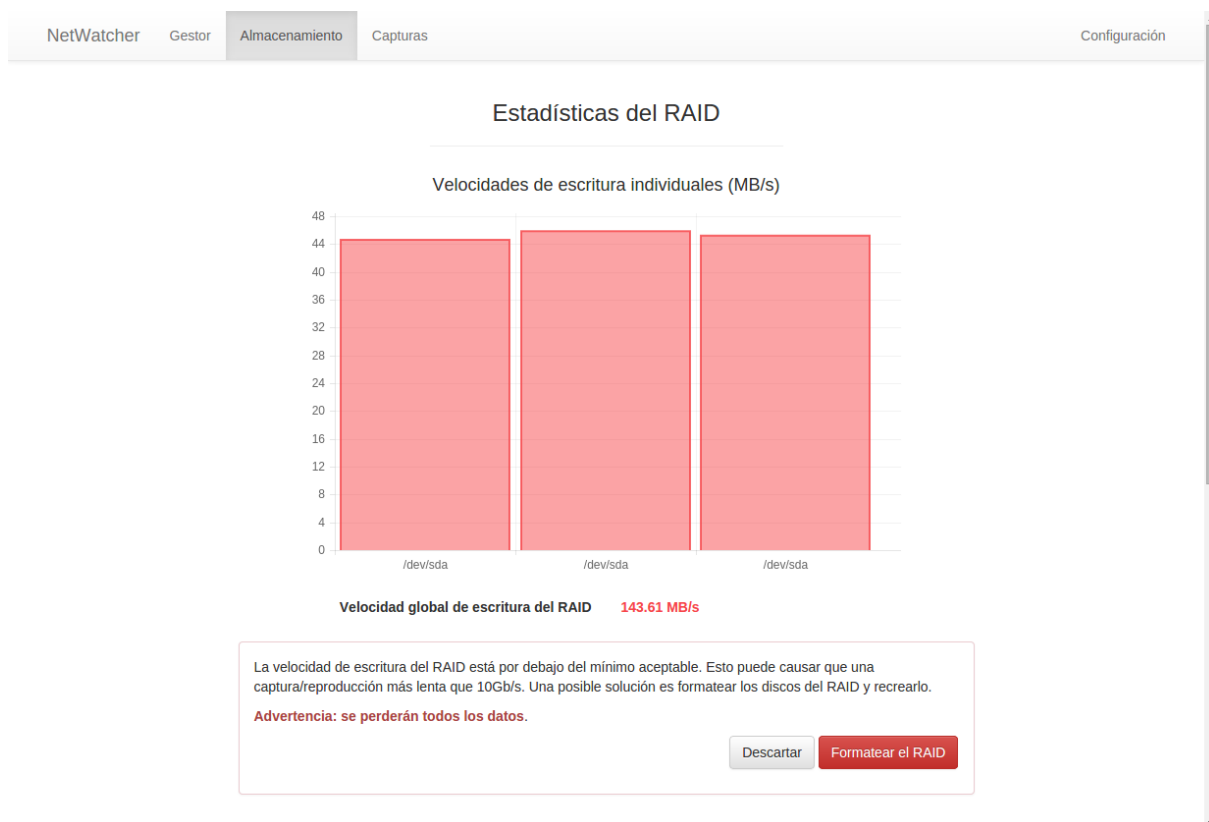 NetWatcher Gestor Almacenamiento Capturas Configuración
Estadísticas del RAID
Velocidades de escritura individuales (MB/s)
48
44
40
36
32
28
24
20
16
12
8
4
0
/dev/sda /dev/sda /dev/sda
Velocidad global de escritura del RAID 143.61 MB/s
La velocidad de escritura del RAID está por debajo del mínimo aceptable. Esto puede causar que una
captura/reproducción más lenta que 10Gb/s. Una posible solución es formatear los discos del RAID y recrearlo.
Advertencia: se perderán todos los datos.
Descartar Formatear el RAID